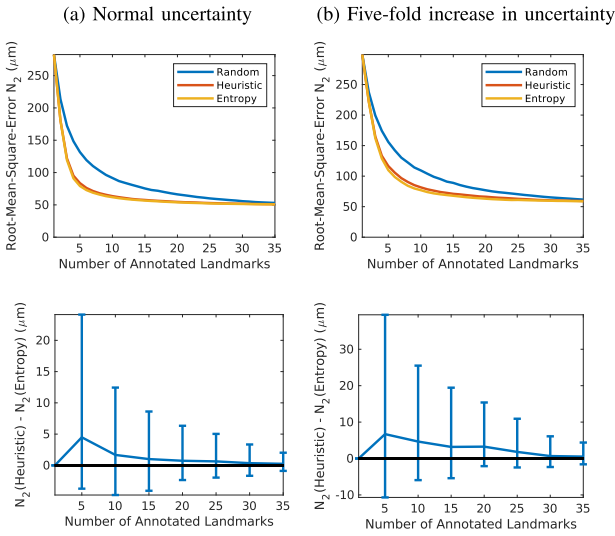 (a) Normal uncertainty
(b) Five-fold increase in uncertainty
Root-Mean-Square-Error N2 (μm)
250
200
150
100
50
0
Random
Heuristic
Entropy
5 10 15 20 25 30 35
Number of Annotated Landmarks
Root-Mean-Square-Error N2 (μm)
250
200
150
100
50
0
Random
Heuristic
Entropy
5 10 15 20 25 30 35
Number of Annotated Landmarks
N2(Heuristic) - N2(Entropy) (μm)
20
15
10
5
0
5 10 15 20 25 30 35
Number of Annotated Landmarks
N2(Heuristic) - N2(Entropy) (μm)
30
20
10
0
-10
5 10 15 20 25 30 35
Number of Annotated Landmarks